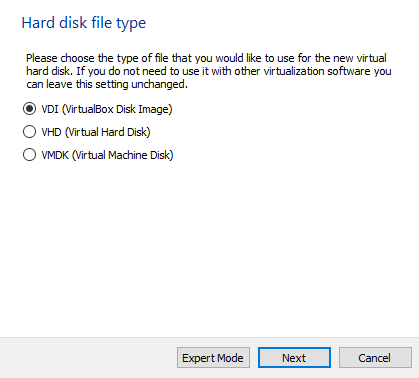 Hard disk file type
Please choose the type of file that you would like to use for the new virtual
hard disk. If you do not need to use it with other virtualization software you
can leave this setting unchanged.
VDI (VirtualBox Disk Image)
VHD (Virtual Hard Disk)
VMDK (Virtual Machine Disk)
Expert Mode Next Cancel